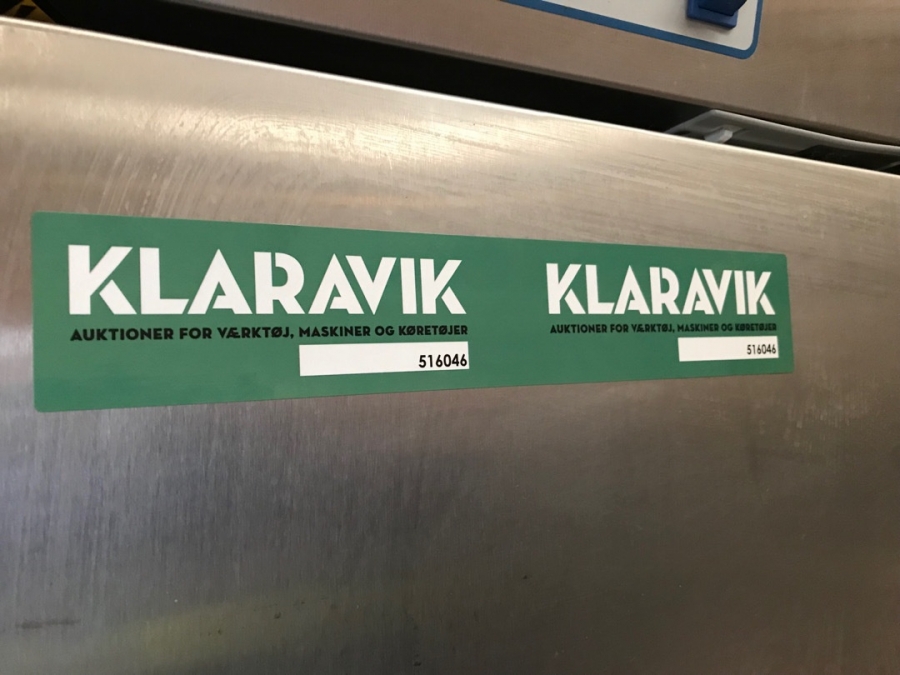 KLARAVIK
AUKTIONER FOR VÆRKTØJ, MASKINER OG KØRETØJER
516046
KLARAVIK
AUKTIONER FOR VÆRKTØJ, MASKINER OG KØRETØJER
516046